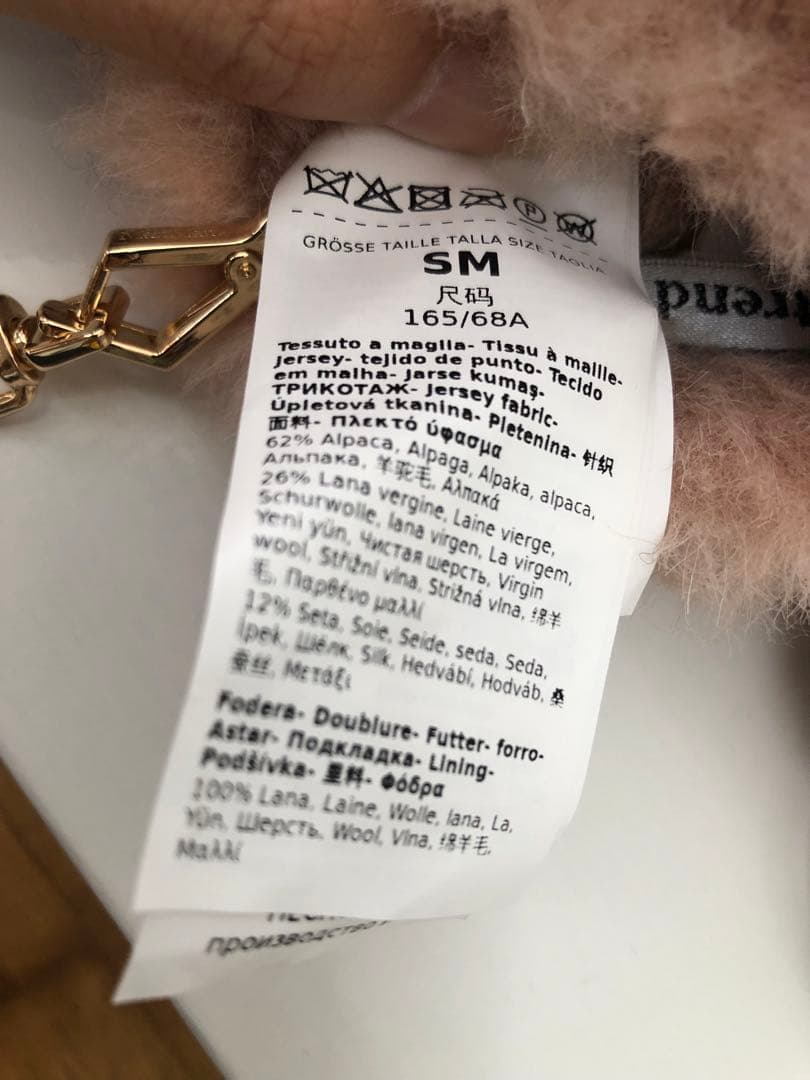 P
W
GRÖSSE TAILLE TALLA SIZE TAGLIA
SM
尺码
165/68A
Tessuto a maglia- Tissu à maille-
Jersey- tejido de punto- Tecido
em malha- Jarse kumaş-
ТРИКОТАЖ- Jersey fabric-
Úpletová tkanina- Pletenina- 针织
面料- Πλεκτό ύφασμα
62% Alpaca, Alpaga, Alpaka, alpaca,
Альпака, 羊驼毛, Αλπακά
26% Lana vergine, Laine vierge,
Schurwolle, lana virgen, La virgem,
Yeni yün, Чистая шерсть, Virgin
wool, Střižní vlna, Strižná vlna, 绵羊
毛, Παρθένο μαλλί
12% Seta, Soie, Seide, seda, Seda,
İpek, Шёлк, Silk, Hedvábí, Hodváb, 桑
蚕丝, Μετάξι
Fodera- Doublure- Futter- forro-
Astar- Подкладка- Lining-
Podšívka- 里料- Φόδρα
100% Lana, Laine, Wolle, lana, La,
Yün, Шерсть, Wool, Vlna, 绵羊毛,
Μαλλί
trend